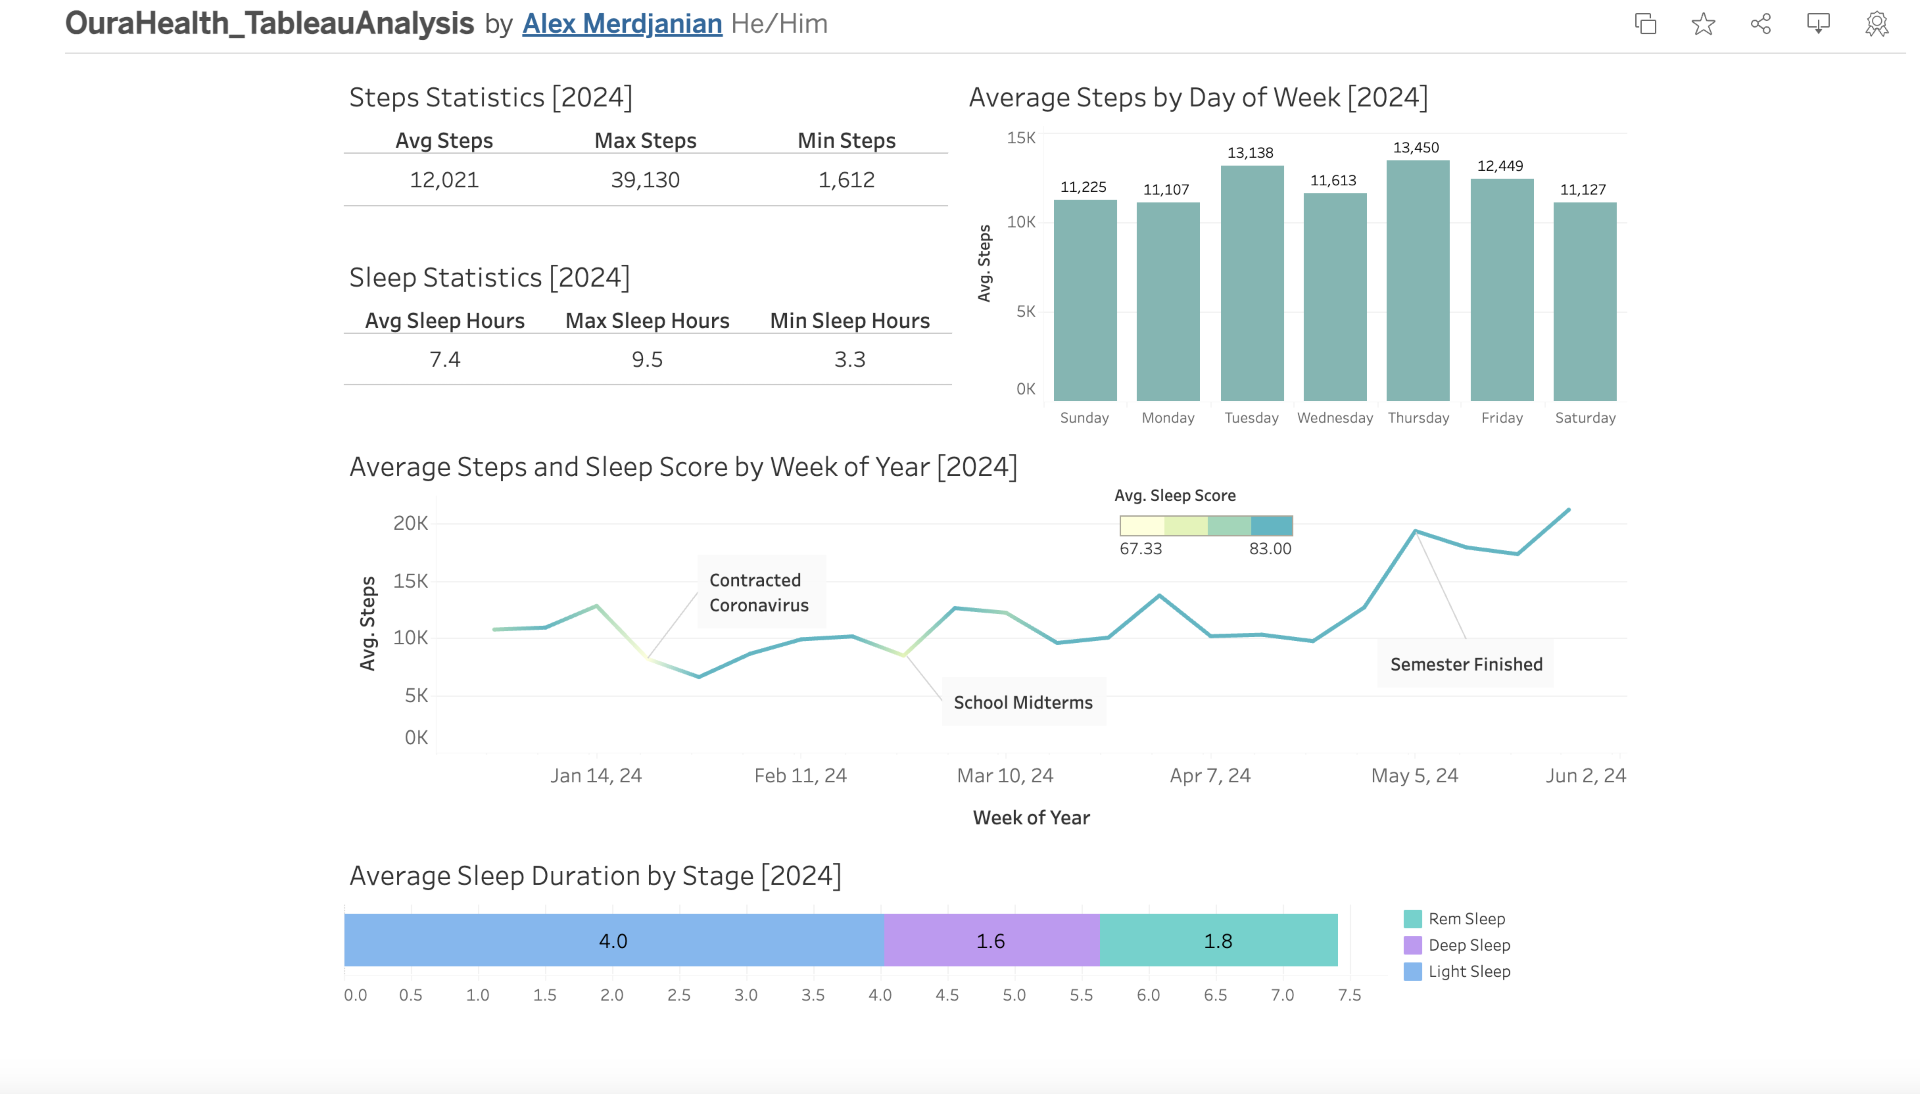 OuraHealth_TableauAnalysis by Alex Merdjanian He/Him
Steps Statistics [2024]
Avg Steps Max Steps Min Steps
12,021 39,130 1,612
Sleep Statistics [2024]
Avg Sleep Hours Max Sleep Hours Min Sleep Hours
7.4 9.5 3.3
Average Steps by Day of Week [2024]
Avg. Steps
15K
10K
5K
0K
11,225 11,107 13,138 11,613 13,450 12,449 11,127
Sunday Monday Tuesday Wednesday Thursday Friday Saturday
Average Steps and Sleep Score by Week of Year [2024]
Avg. Sleep Score
67.33 83.00
Avg. Steps
20K
15K
10K
5K
0K
Contracted
Coronavirus
School Midterms
Semester Finished
Jan 14, 24 Feb 11, 24 Mar 10, 24 Apr 7, 24 May 5, 24 Jun 2, 24
Week of Year
Average Sleep Duration by Stage [2024]
4.0 1.6 1.8
0.0 0.5 1.0 1.5 2.0 2.5 3.0 3.5 4.0 4.5 5.0 5.5 6.0 6.5 7.0 7.5
Rem Sleep
Deep Sleep
Light Sleep